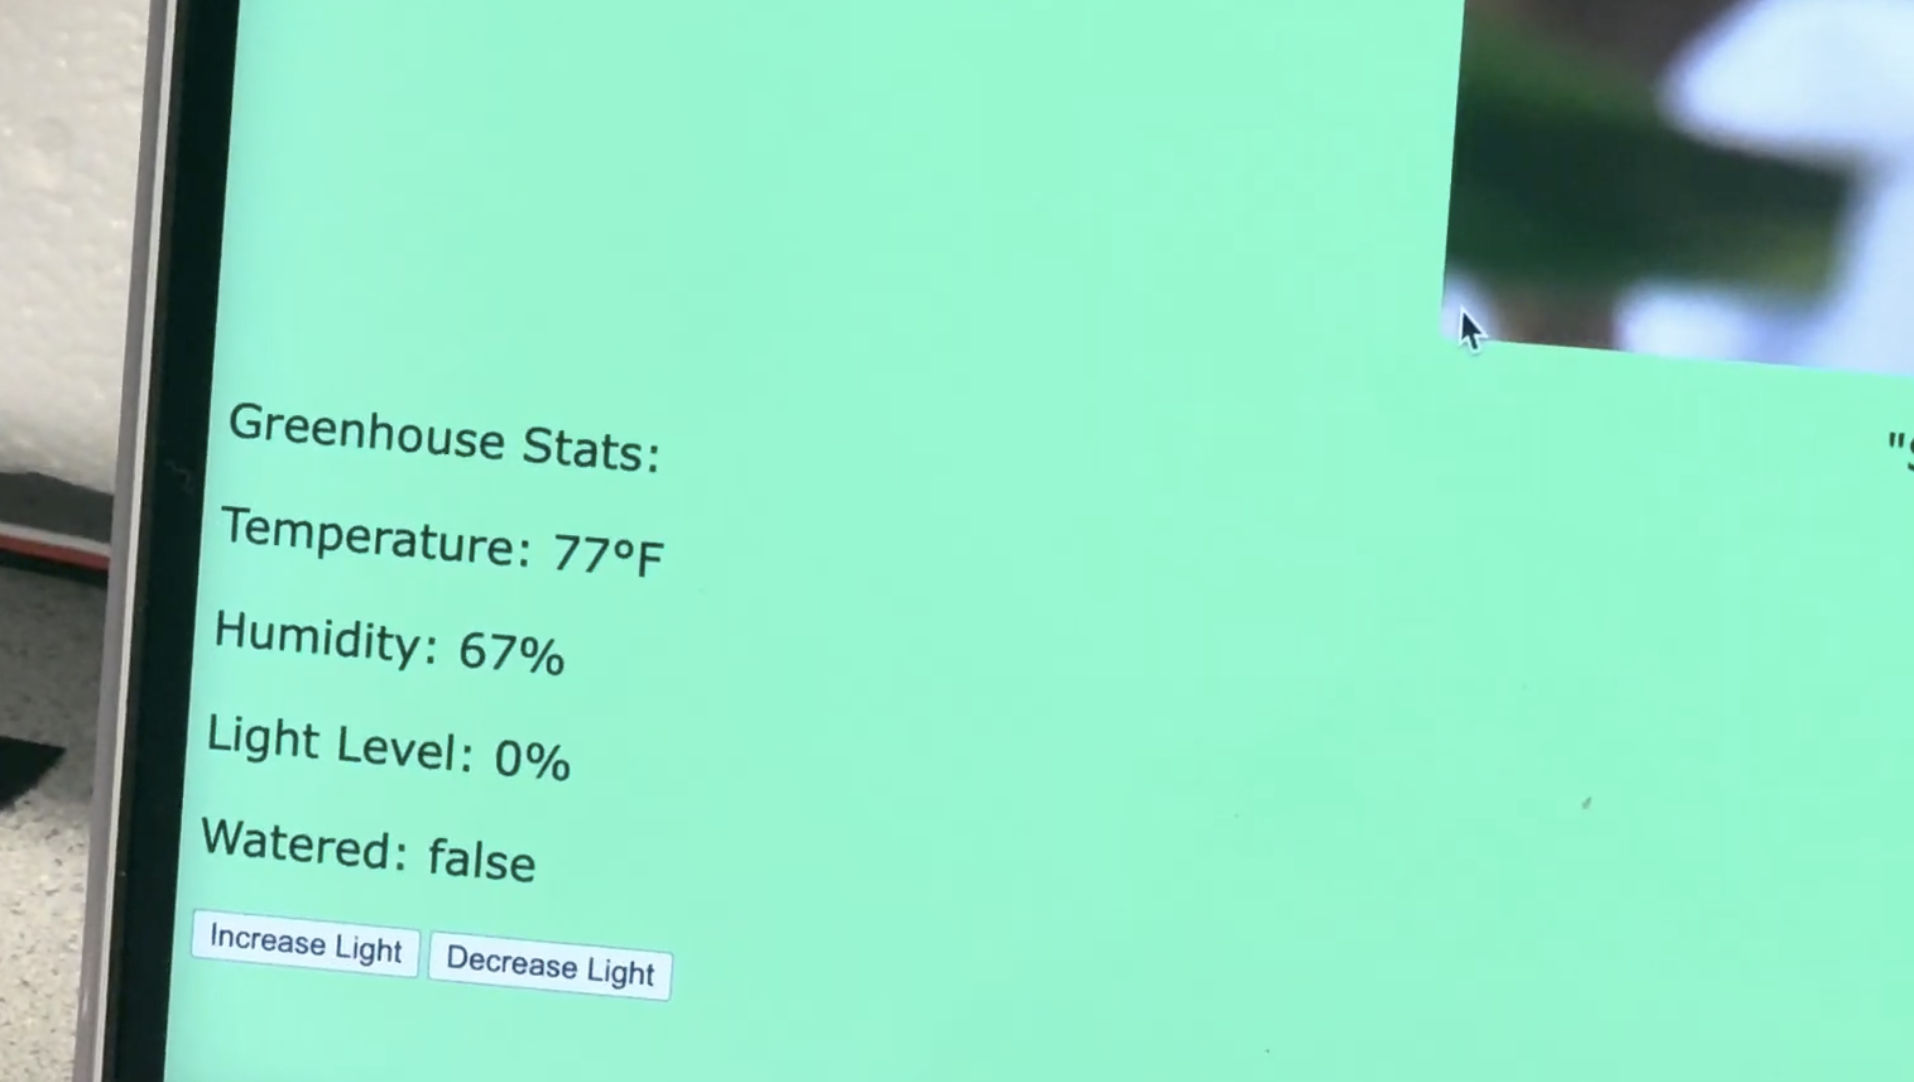 Greenhouse Stats:
Temperature: 77°F
Humidity: 67%
Light Level: 0%
Watered: false
Increase Light Decrease Light